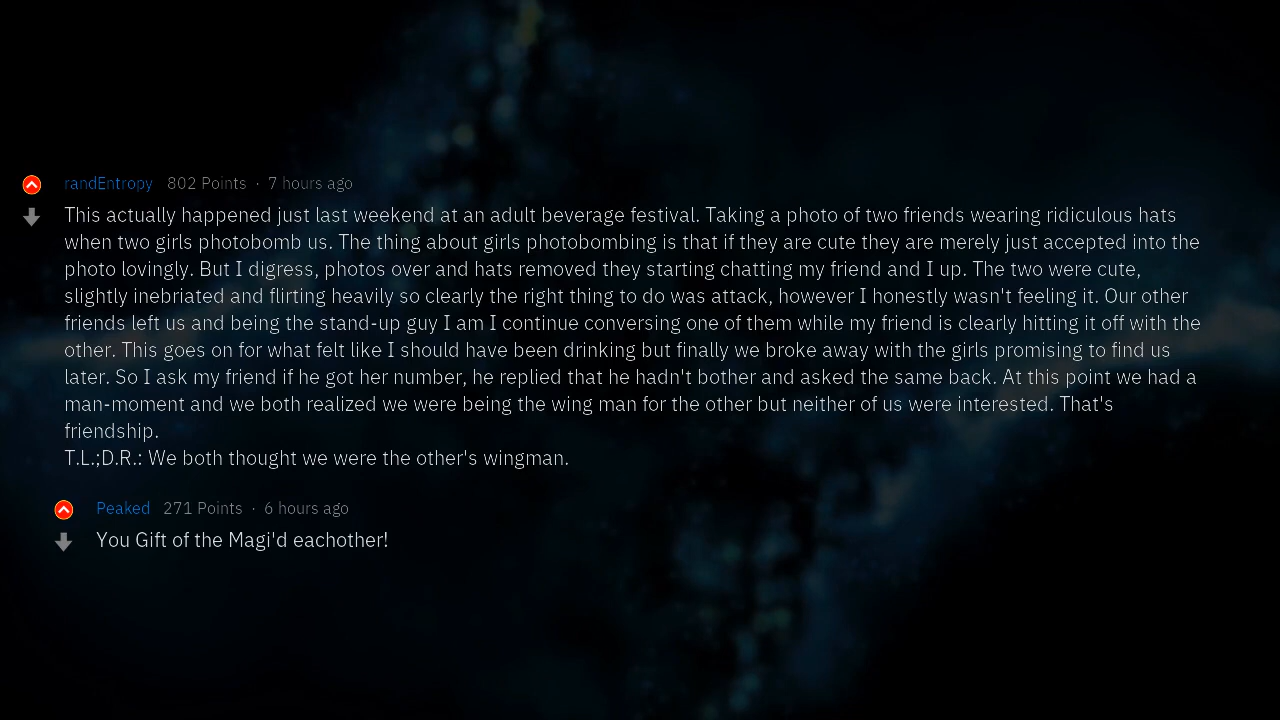 randEntropy 802 Points · 7 hours ago
This actually happened just last weekend at an adult beverage festival. Taking a photo of two friends wearing ridiculous hats
when two girls photobomb us. The thing about girls photobombing is that if they are cute they are merely just accepted into the
photo lovingly. But I digress, photos over and hats removed they starting chatting my friend and I up. The two were cute,
slightly inebriated and flirting heavily so clearly the right thing to do was attack, however I honestly wasn't feeling it. Our other
friends left us and being the stand-up guy I am I continue conversing one of them while my friend is clearly hitting it off with the
other. This goes on for what felt like I should have been drinking but finally we broke away with the girls promising to find us
later. So I ask my friend if he got her number, he replied that he hadn't bother and asked the same back. At this point we had a
man-moment and we both realized we were being the wing man for the other but neither of us were interested. That's
friendship.
T.L.;D.R.: We both thought we were the other's wingman.
Peaked 271 Points · 6 hours ago
You Gift of the Magi'd eachother!